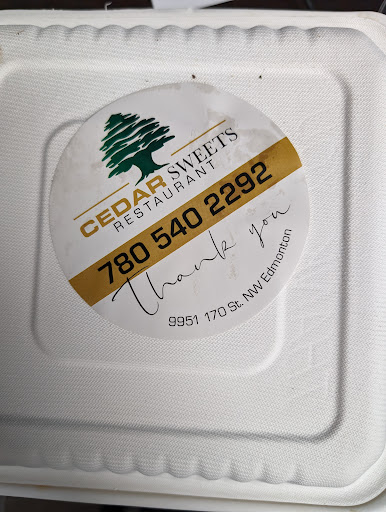 CEDAR SWEETS
RESTAURANT
780 540 2292
thank you
9951 170 St. NW Edmonton